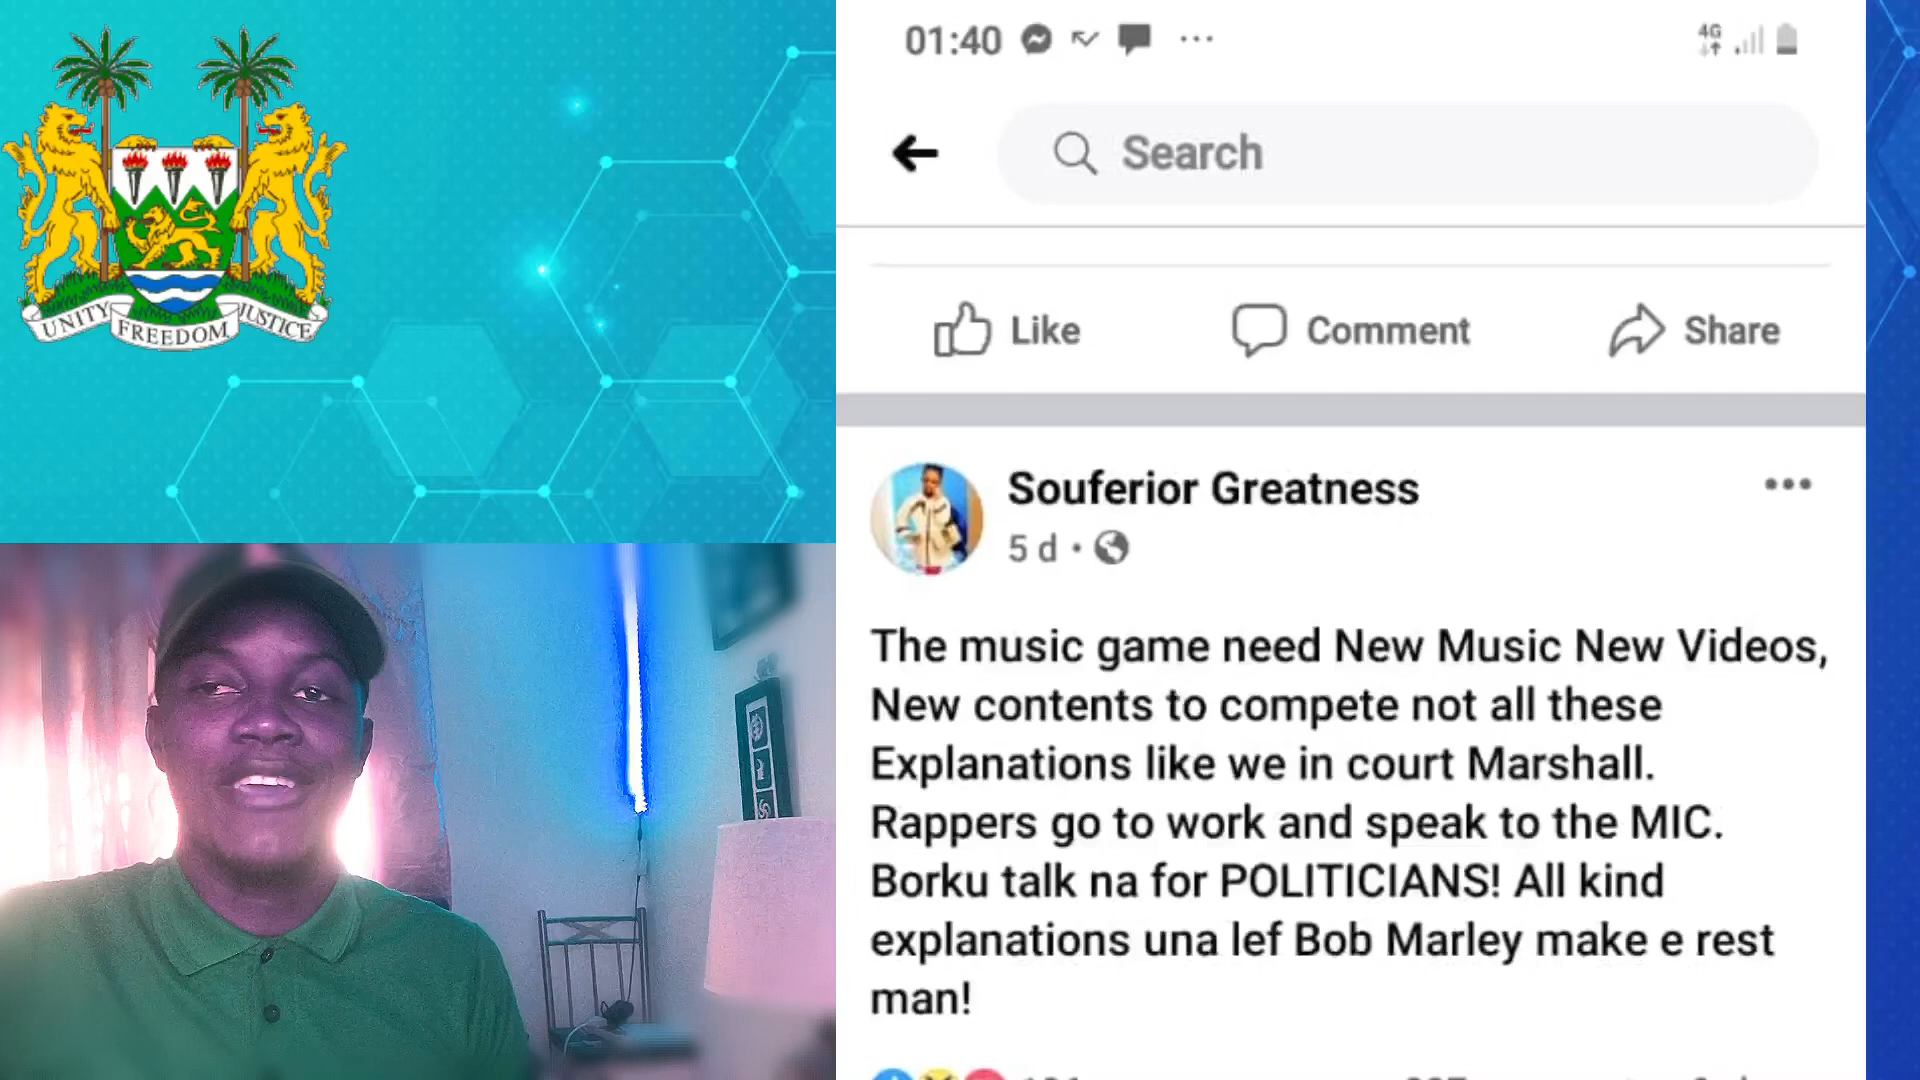 UNITY
FREEDOM
JUSTICE
01:40
4G
Search
Like
Comment
Share
Souferior Greatness
5 d
The music game need New Music New Videos,
New contents to compete not all these
Explanations like we in court Marshall.
Rappers go to work and speak to the MIC.
Borku talk na for POLITICIANS! All kind
explanations una lef Bob Marley make e rest
man!